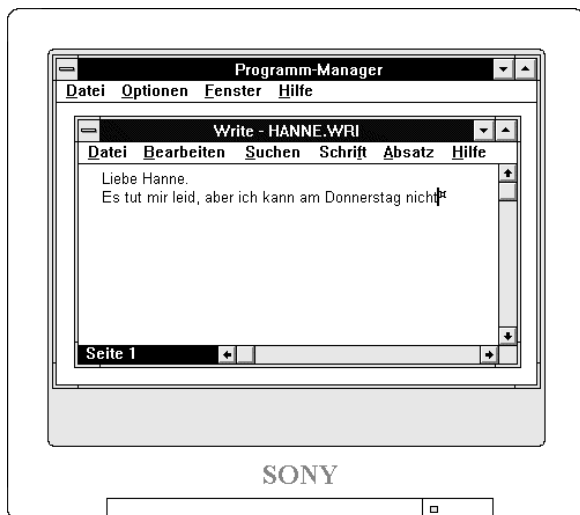 Programm-Manager
Datei Optionen Fenster Hilfe
Write - HANNE.WRI
Datei Bearbeiten Suchen Schrift Absatz Hilfe
Liebe Hanne.
Es tut mir leid, aber ich kann am Donnerstag nicht¤
Seite 1
SONY